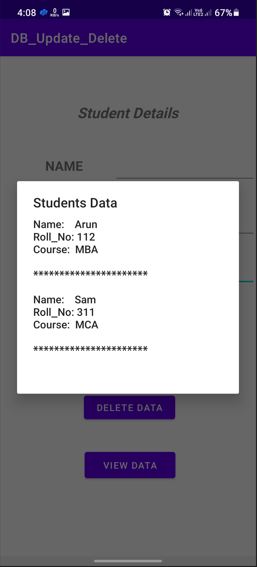 4:08
67%
DB_Update_Delete
Student Details
NAME
Students Data
Name: Arun
Roll_No: 112
Course: MBA
**********************
Name: Sam
Roll_No: 311
Course: MCA
**********************
DELETE DATA
VIEW DATA